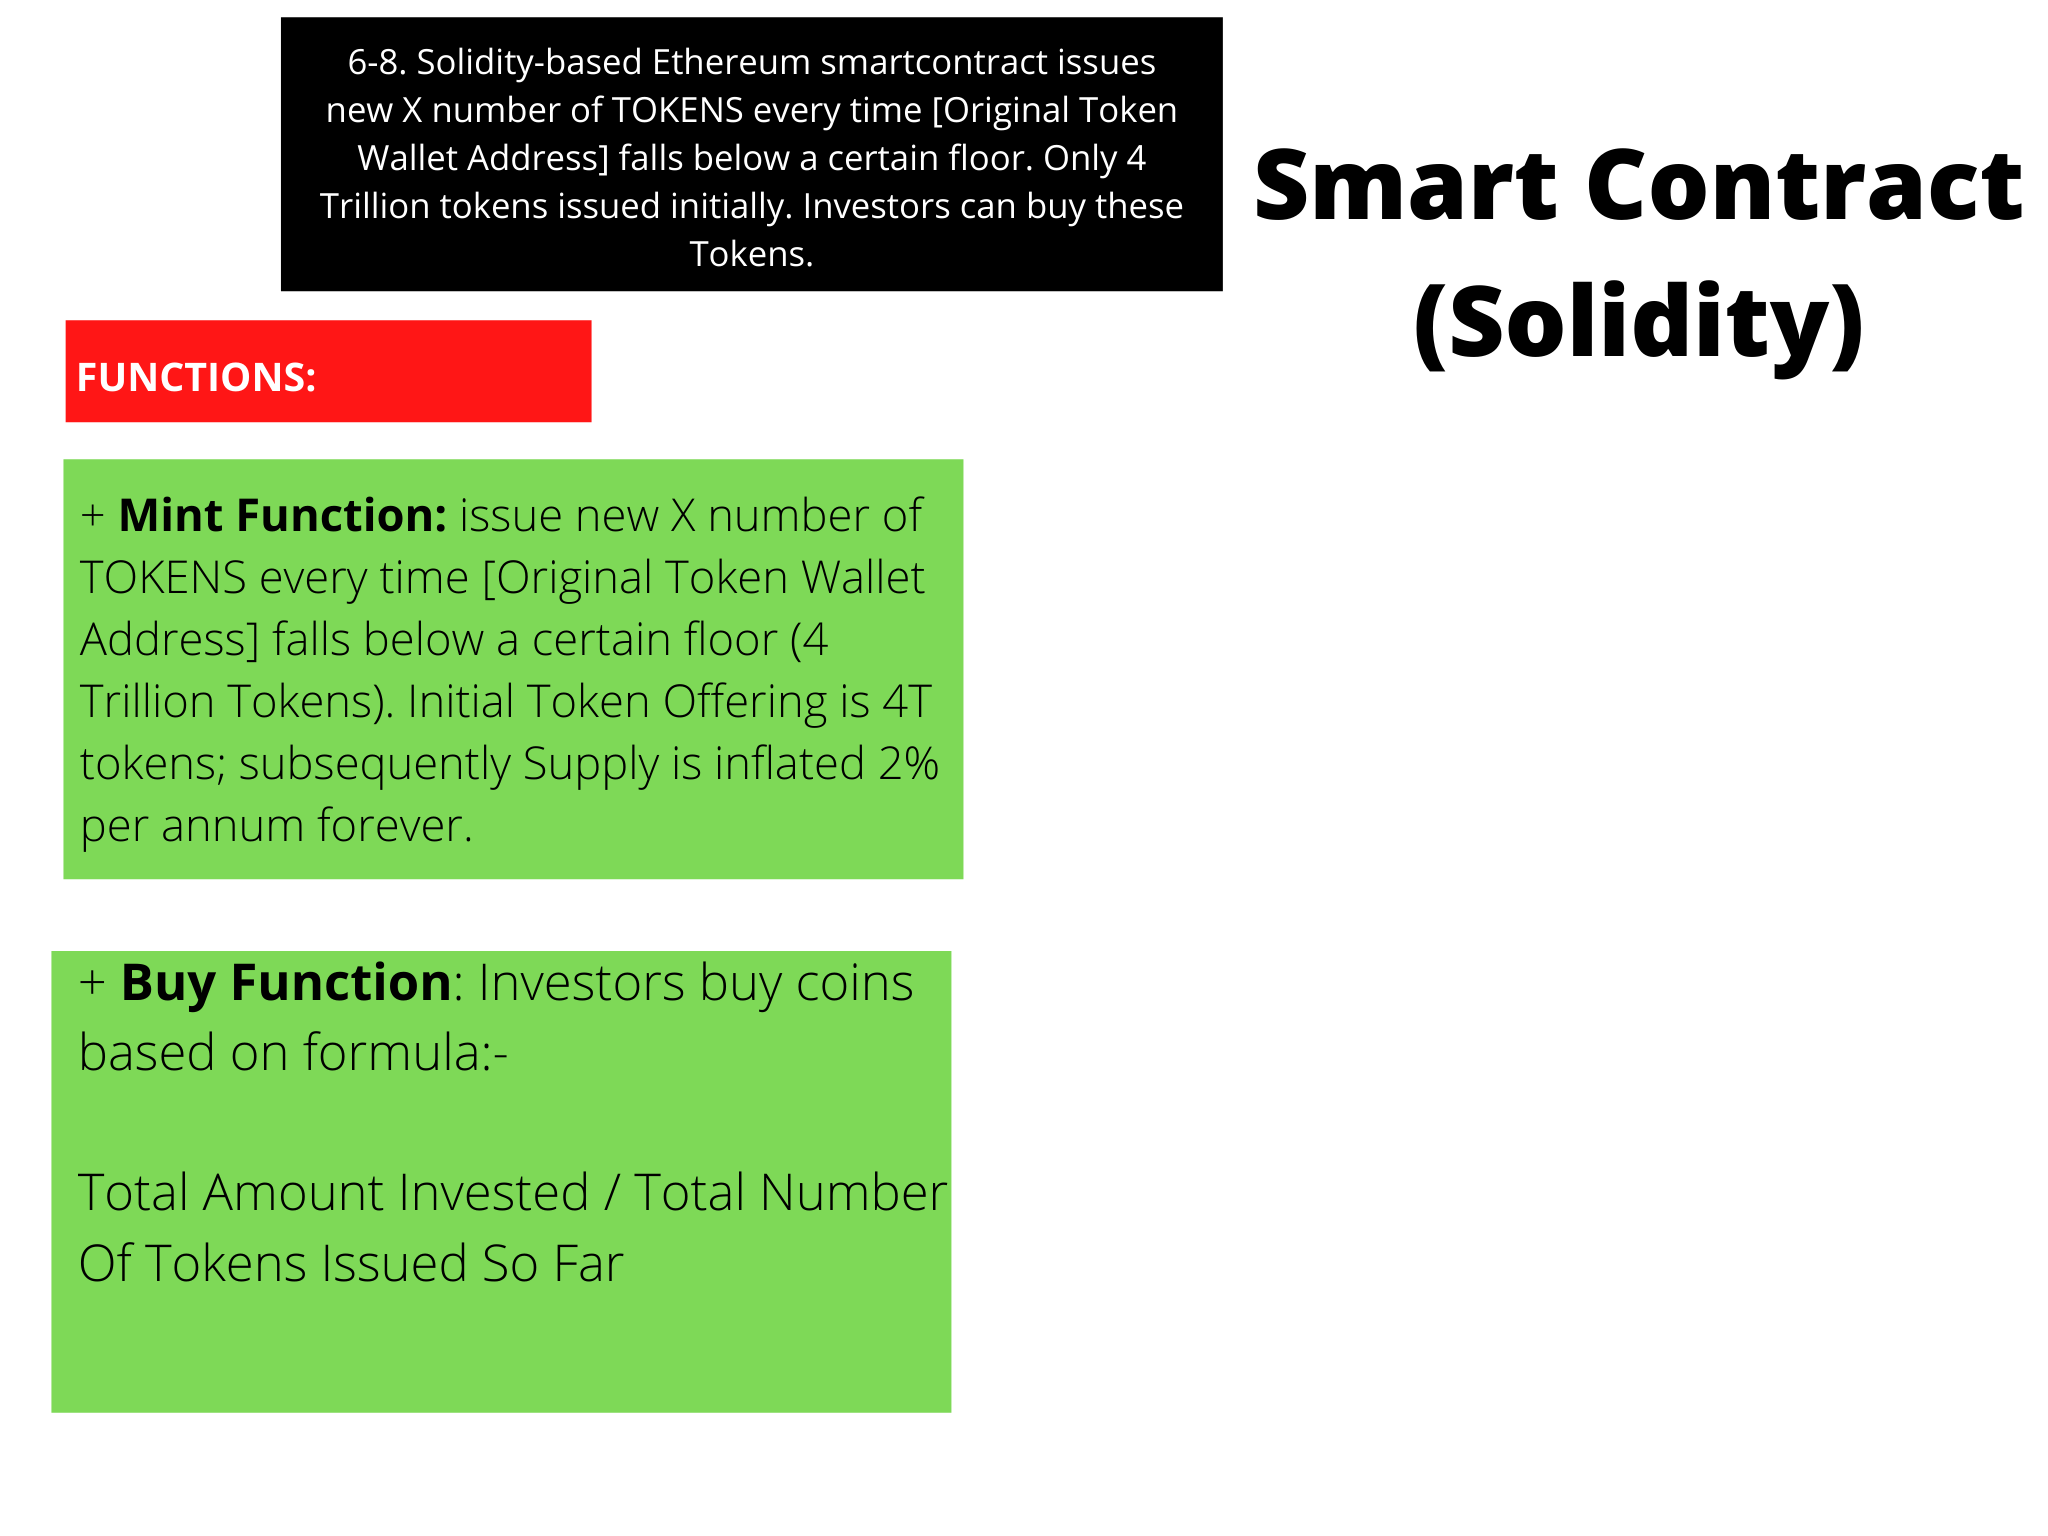 6-8. Solidity-based Ethereum smartcontract issues
new X number of TOKENS every time [Original Token
Wallet Address] falls below a certain floor. Only 4
Trillion tokens issued initially. Investors can buy these
Tokens.
Smart Contract
(Solidity)
FUNCTIONS:
+ Mint Function: issue new X number of
TOKENS every time [Original Token Wallet
Address] falls below a certain floor (4
Trillion Tokens). Initial Token Offering is 4T
tokens; subsequently Supply is inflated 2%
per annum forever.
+ Buy Function: Investors buy coins
based on formula:-
Total Amount Invested / Total Number
Of Tokens Issued So Far